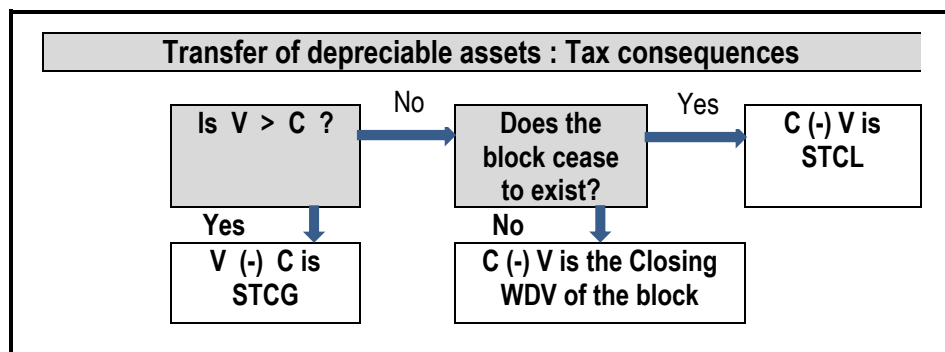 Transfer of depreciable assets : Tax consequences
Is V > C ?
No
Does the
block cease
to exist?
Yes
C (-) V is
STCL
Yes
V (-) C is
STCG
No
C (-) V is the Closing
WDV of the block